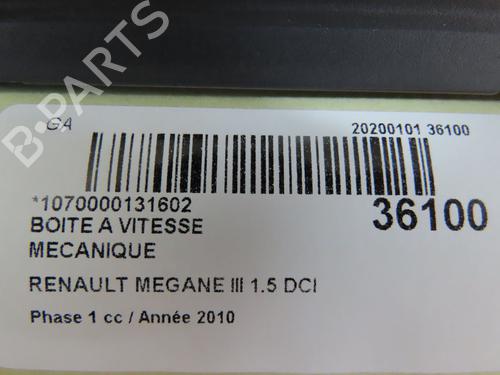 GA
20200101 36100
*1070000131602
36100
BOITE A VITESSE
MECANIQUE
RENAULT MEGANE III 1.5 DCI
Phase 1 cc / Année 2010
B-PARTS